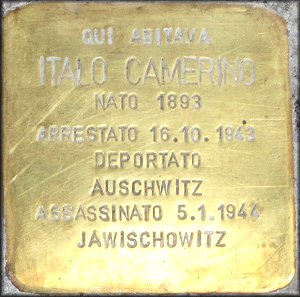 QUI ABITAVA
ITALO CAMERINO
NATO 1893
ARRESTATO 16.10.1943
DEPORTATO
AUSCHWITZ
ASSASSINATO 5.1.1944
JAWISCHOWITZ